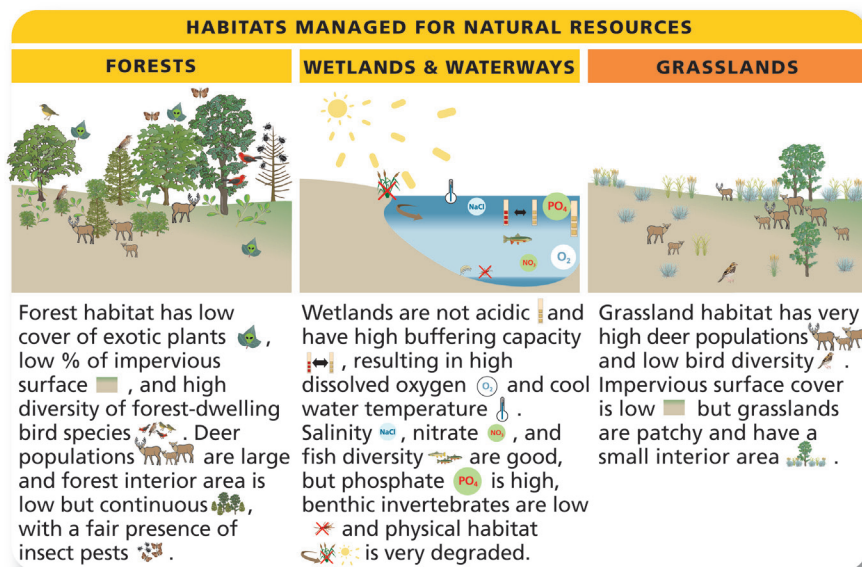 HABITATS MANAGED FOR NATURAL RESOURCES
FORESTS
WETLANDS & WATERWAYS
GRASSLANDS
NaCl
PO4
NO3
O2
Forest habitat has low
cover of exotic plants ,
low % of impervious
surface , and high
diversity of forest-dwelling
bird species . Deer
populations are large
and forest interior area is
low but continuous ,
with a fair presence of
insect pests .
Wetlands are not acidic and
have high buffering capacity
, resulting in high
dissolved oxygen O2 and cool
water temperature .
Salinity NaCl , nitrate NO3 , and
fish diversity are good,
but phosphate PO4 is high,
benthic invertebrates are low
and physical habitat
is very degraded.
Grassland habitat has very
high deer populations
and low bird diversity .
Impervious surface cover
is low but grasslands
are patchy and have a
small interior area .